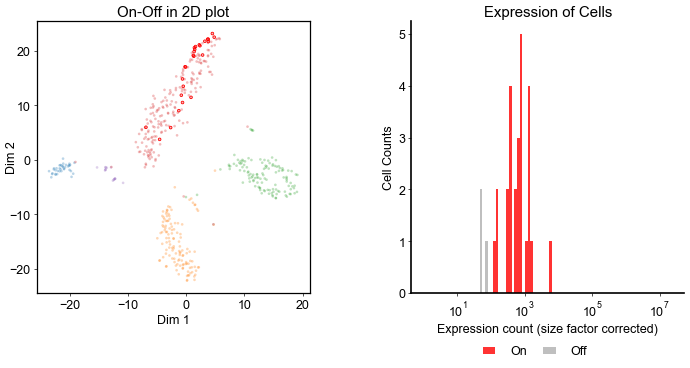 On-Off in 2D plot
Dim 2
20
10
0
−10
−20
−20 −10 0 10 20
Dim 1
Expression of Cells
Cell Counts
5
4
3
2
1
0
10^1 10^3 10^5 10^7
Expression count (size factor corrected)
On Off